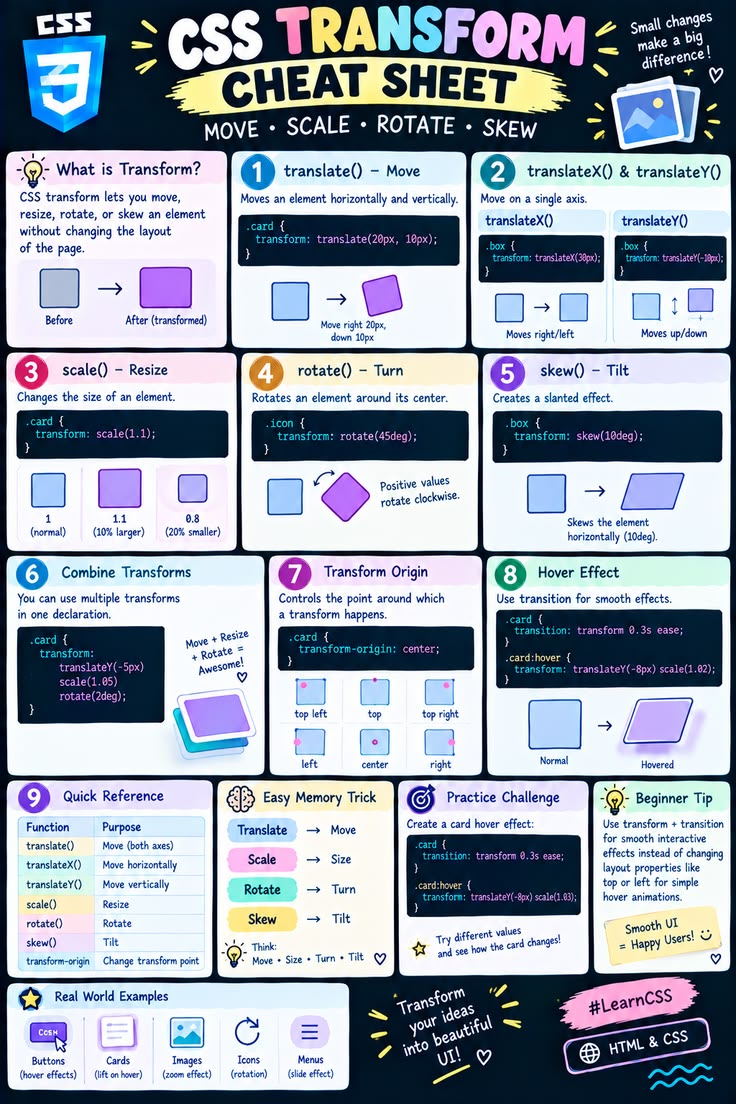 CSS
3
CSS TRANSFORM
CHEAT SHEET
MOVE • SCALE • ROTATE • SKEW
Small changes
make a big
difference!
What is Transform?
CSS transform lets you move,
resize, rotate, or skew an element
without changing the layout
of the page.
Before
After (transformed)
1 translate() – Move
Moves an element horizontally and vertically.
.card {
transform: translate(20px, 10px);
}
Move right 20px,
down 10px
2 translateX() & translateY()
Move on a single axis.
translateX()
.box {
transform: translateX(30px);
}
Moves right/left
translateY()
.box {
transform: translateY(-10px);
}
Moves up/down
3 scale() – Resize
Changes the size of an element.
.card {
transform: scale(1.1);
}
1
(normal)
1.1
(10% larger)
0.8
(20% smaller)
4 rotate() – Turn
Rotates an element around its center.
.icon {
transform: rotate(45deg);
}
Positive values
rotate clockwise.
5 skew() – Tilt
Creates a slanted effect.
.box {
transform: skew(10deg);
}
Skews the element
horizontally (10deg).
6 Combine Transforms
You can use multiple transforms
in one declaration.
.card {
transform:
translateY(-5px)
scale(1.05)
rotate(2deg);
}
Move + Resize
+ Rotate =
Awesome!
7 Transform Origin
Controls the point around which
a transform happens.
.card {
transform-origin: center;
}
top left
top
top right
left
center
right
8 Hover Effect
Use transition for smooth effects.
.card {
transition: transform 0.3s ease;
}
.card:hover {
transform: translateY(-8px) scale(1.02);
}
Normal
Hovered
9 Quick Reference
Function Purpose
translate() Move (both axes)
translateX() Move horizontally
translateY() Move vertically
scale() Resize
rotate() Rotate
skew() Tilt
transform-origin Change transform point
Easy Memory Trick
Translate → Move
Scale → Size
Rotate → Turn
Skew → Tilt
Think:
Move • Size • Turn • Tilt
Practice Challenge
Create a card hover effect:
.card {
transition: transform 0.3s ease;
}
.card:hover {
transform: translateY(-8px) scale(1.03);
}
Try different values
and see how the card changes!
Beginner Tip
Use transform + transition
for smooth interactive
effects instead of changing
layout properties like
top or left for simple
hover animations.
Smooth UI
= Happy Users!
Real World Examples
Buttons
(hover effects)
Cards
(lift on hover)
Images
(zoom effect)
Icons
(rotation)
Menus
(slide effect)
Transform
your ideas
into beautiful
UI!
#LearnCSS
HTML & CSS